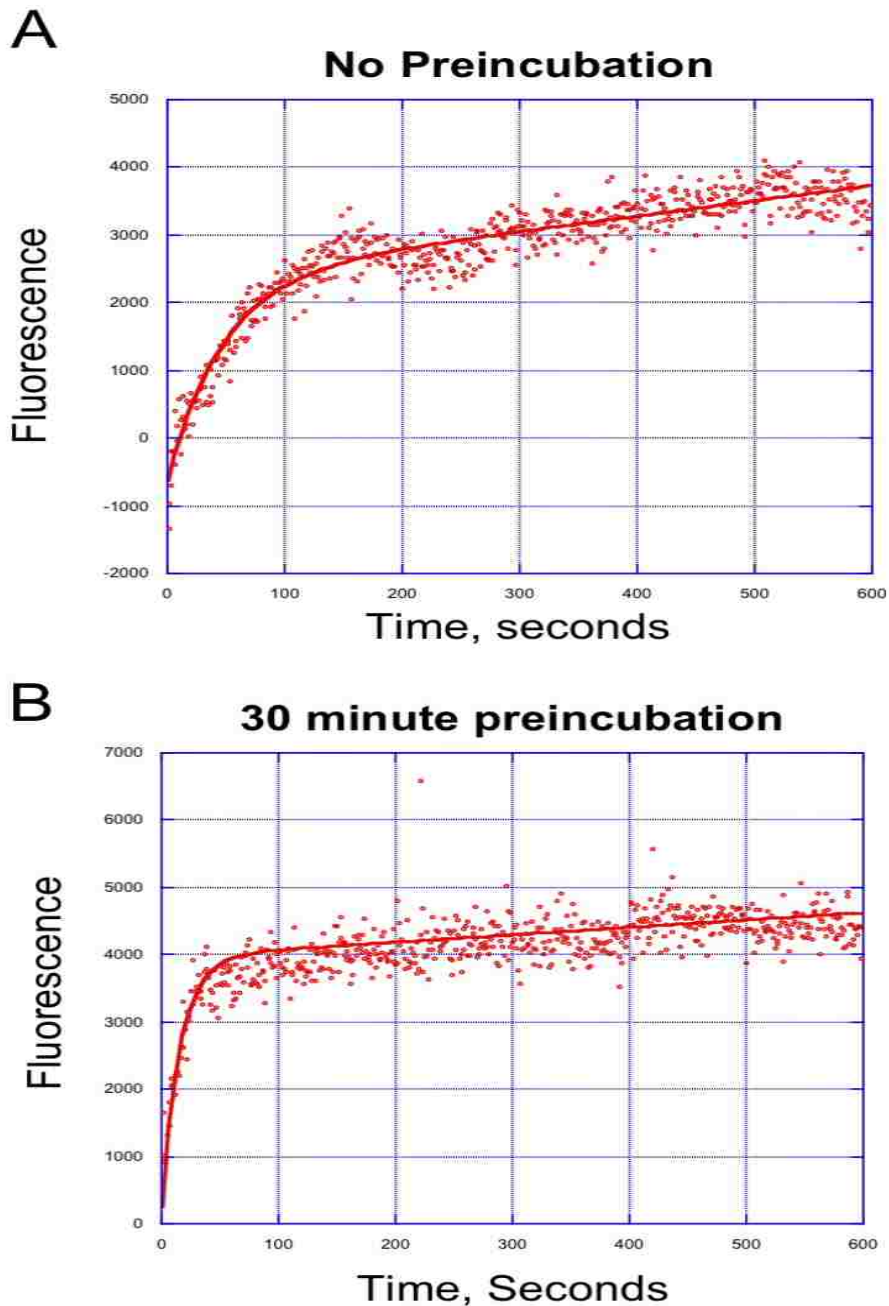 A
No Preincubation
5000
4000
3000
2000
1000
0
-1000
-2000
Fluorescence
0 100 200 300 400 500 600
Time, seconds
B
30 minute preincubation
7000
6000
5000
4000
3000
2000
1000
0
Fluorescence
0 100 200 300 400 500 600
Time, Seconds